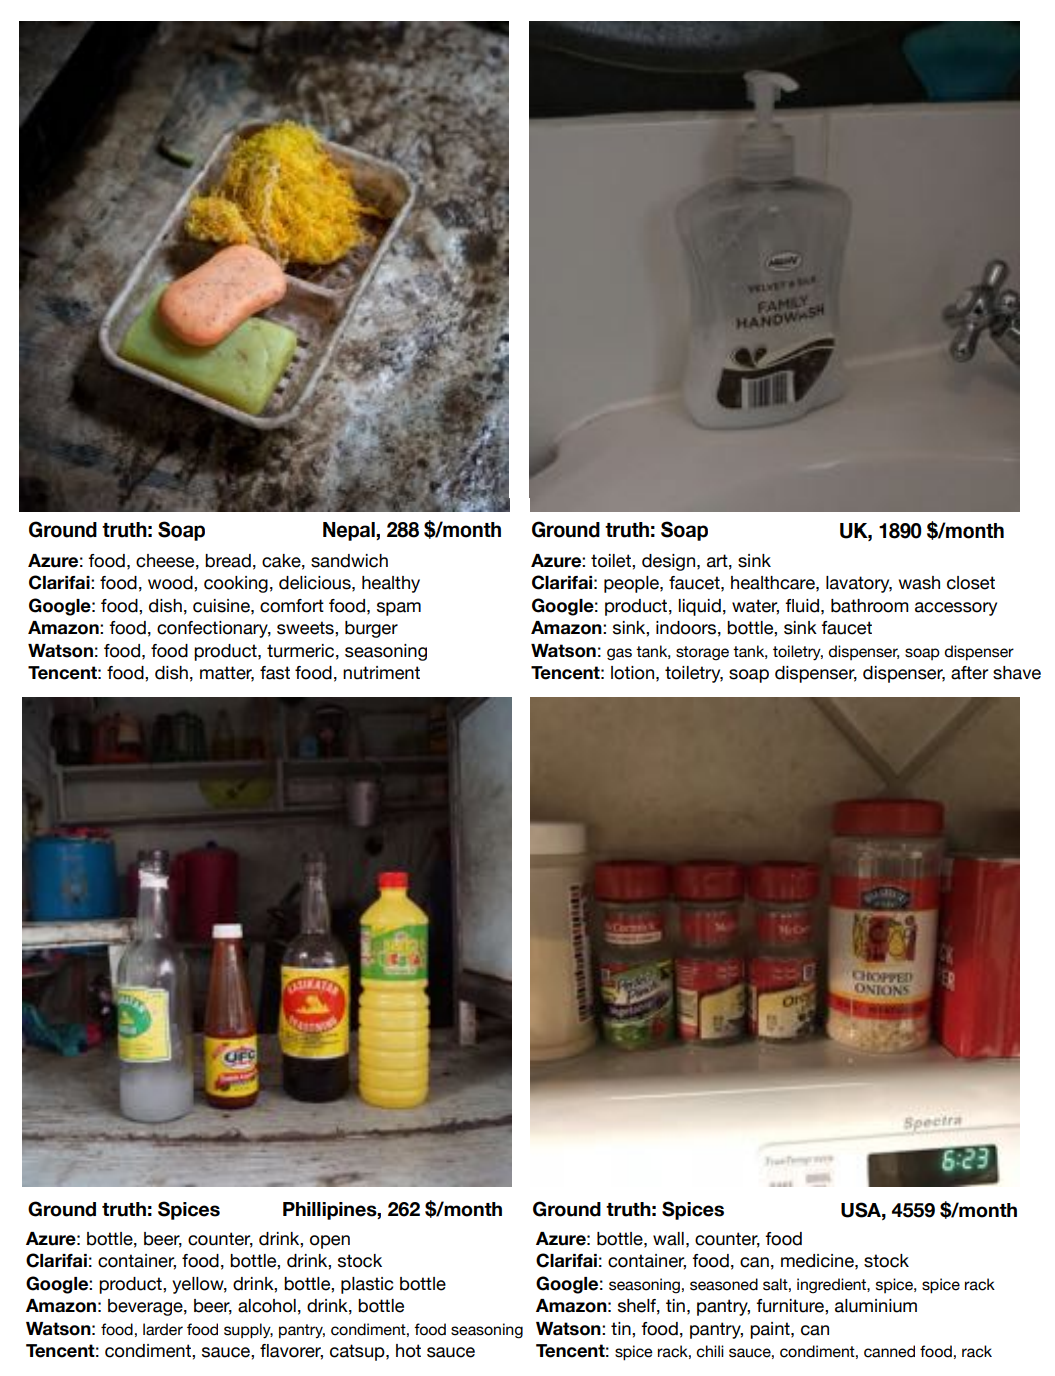 VELVET & SILK
FAMILY
HANDWASH
Ground truth: Soap Nepal, 288 $/month
Azure: food, cheese, bread, cake, sandwich
Clarifai: food, wood, cooking, delicious, healthy
Google: food, dish, cuisine, comfort food, spam
Amazon: food, confectionary, sweets, burger
Watson: food, food product, turmeric, seasoning
Tencent: food, dish, matter, fast food, nutriment
Ground truth: Soap UK, 1890 $/month
Azure: toilet, design, art, sink
Clarifai: people, faucet, healthcare, lavatory, wash closet
Google: product, liquid, water, fluid, bathroom accessory
Amazon: sink, indoors, bottle, sink faucet
Watson: gas tank, storage tank, toiletry, dispenser, soap dispenser
Tencent: lotion, toiletry, soap dispenser, dispenser, after shave
UFC
McCormick
CHOPPED
ONIONS
Spectra
6:23
Ground truth: Spices Phillipines, 262 $/month
Azure: bottle, beer, counter, drink, open
Clarifai: container, food, bottle, drink, stock
Google: product, yellow, drink, bottle, plastic bottle
Amazon: beverage, beer, alcohol, drink, bottle
Watson: food, larder food supply, pantry, condiment, food seasoning
Tencent: condiment, sauce, flavorer, catsup, hot sauce
Ground truth: Spices USA, 4559 $/month
Azure: bottle, wall, counter, food
Clarifai: container, food, can, medicine, stock
Google: seasoning, seasoned salt, ingredient, spice, spice rack
Amazon: shelf, tin, pantry, furniture, aluminium
Watson: tin, food, pantry, paint, can
Tencent: spice rack, chili sauce, condiment, canned food, rack